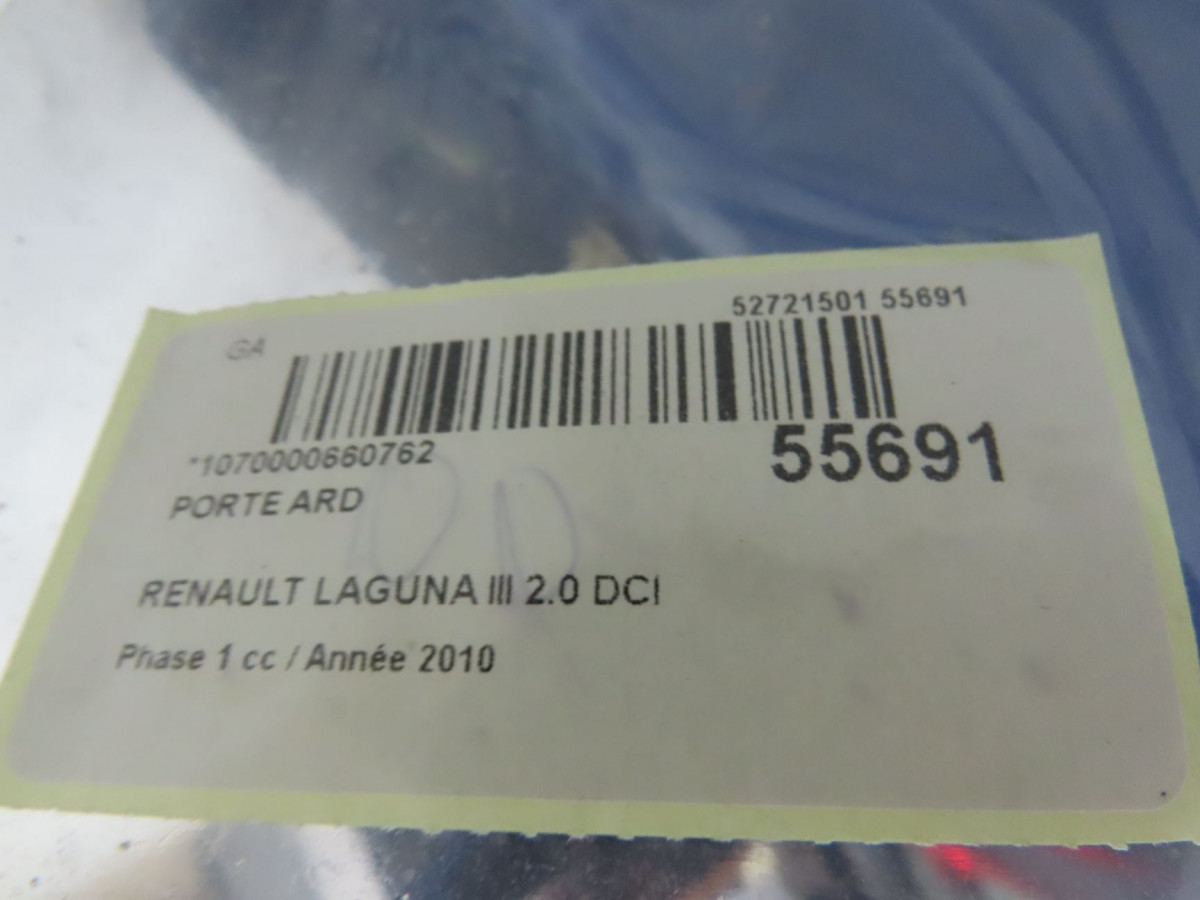 52721501 55691
GA
*1070000660762
55691
PORTE ARD
RENAULT LAGUNA III 2.0 DCI
Phase 1 cc / Année 2010